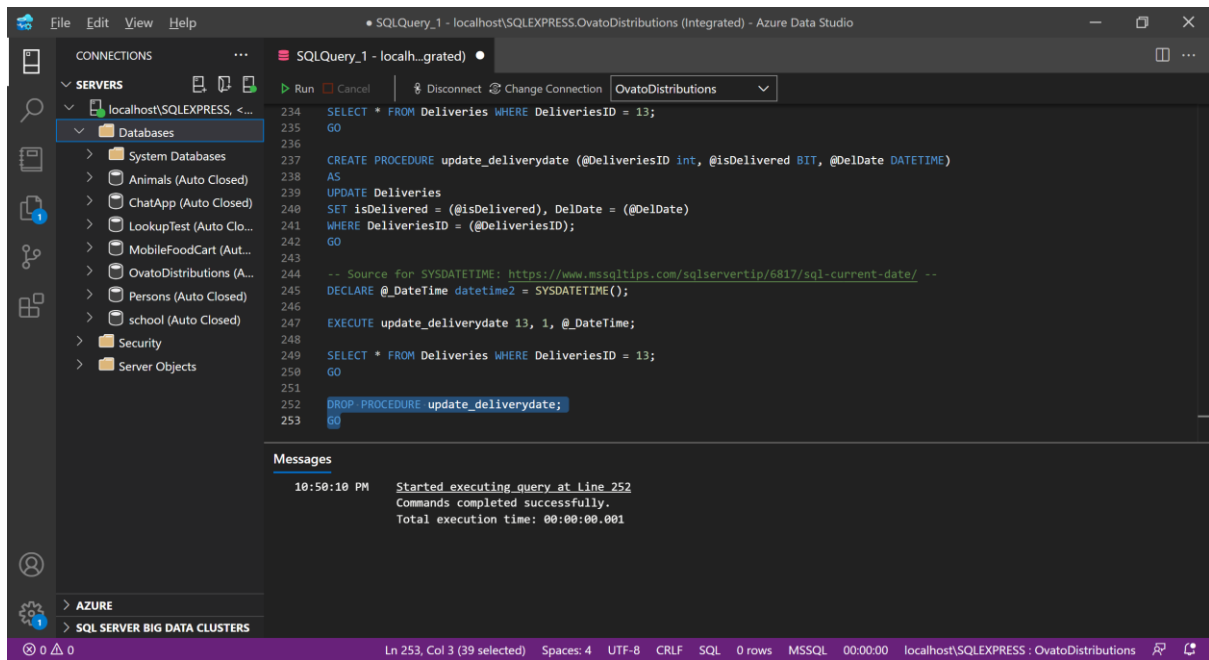 File Edit View Help
● SQLQuery_1 - localhost\SQLEXPRESS.OvatoDistributions (Integrated) - Azure Data Studio
CONNECTIONS
SERVERS
localhost\SQLEXPRESS, <...
Databases
System Databases
Animals (Auto Closed)
ChatApp (Auto Closed)
LookupTest (Auto Clo...
MobileFoodCart (Aut...
OvatoDistributions (A...
Persons (Auto Closed)
school (Auto Closed)
Security
Server Objects
AZURE
SQL SERVER BIG DATA CLUSTERS
1
1
SQLQuery_1 - localh...grated) ●
Run Cancel Disconnect Change Connection OvatoDistributions
234 SELECT * FROM Deliveries WHERE DeliveriesID = 13;
235 GO
236
237 CREATE PROCEDURE update_deliverydate (@DeliveriesID int, @isDelivered BIT, @DelDate DATETIME)
238 AS
239 UPDATE Deliveries
240 SET isDelivered = (@isDelivered), DelDate = (@DelDate)
241 WHERE DeliveriesID = (@DeliveriesID);
242 GO
243
244 -- Source for SYSDATETIME: https://www.mssqltips.com/sqlservertip/6817/sql-current-date/ --
245 DECLARE @_DateTime datetime2 = SYSDATETIME();
246
247 EXECUTE update_deliverydate 13, 1, @_DateTime;
248
249 SELECT * FROM Deliveries WHERE DeliveriesID = 13;
250 GO
251
252 DROP·PROCEDURE·update_deliverydate;
253 GO
Messages
10:50:10 PM Started executing query at Line 252
Commands completed successfully.
Total execution time: 00:00:00.001
0 0 Ln 253, Col 3 (39 selected) Spaces: 4 UTF-8 CRLF SQL 0 rows MSSQL 00:00:00 localhost\SQLEXPRESS : OvatoDistributions